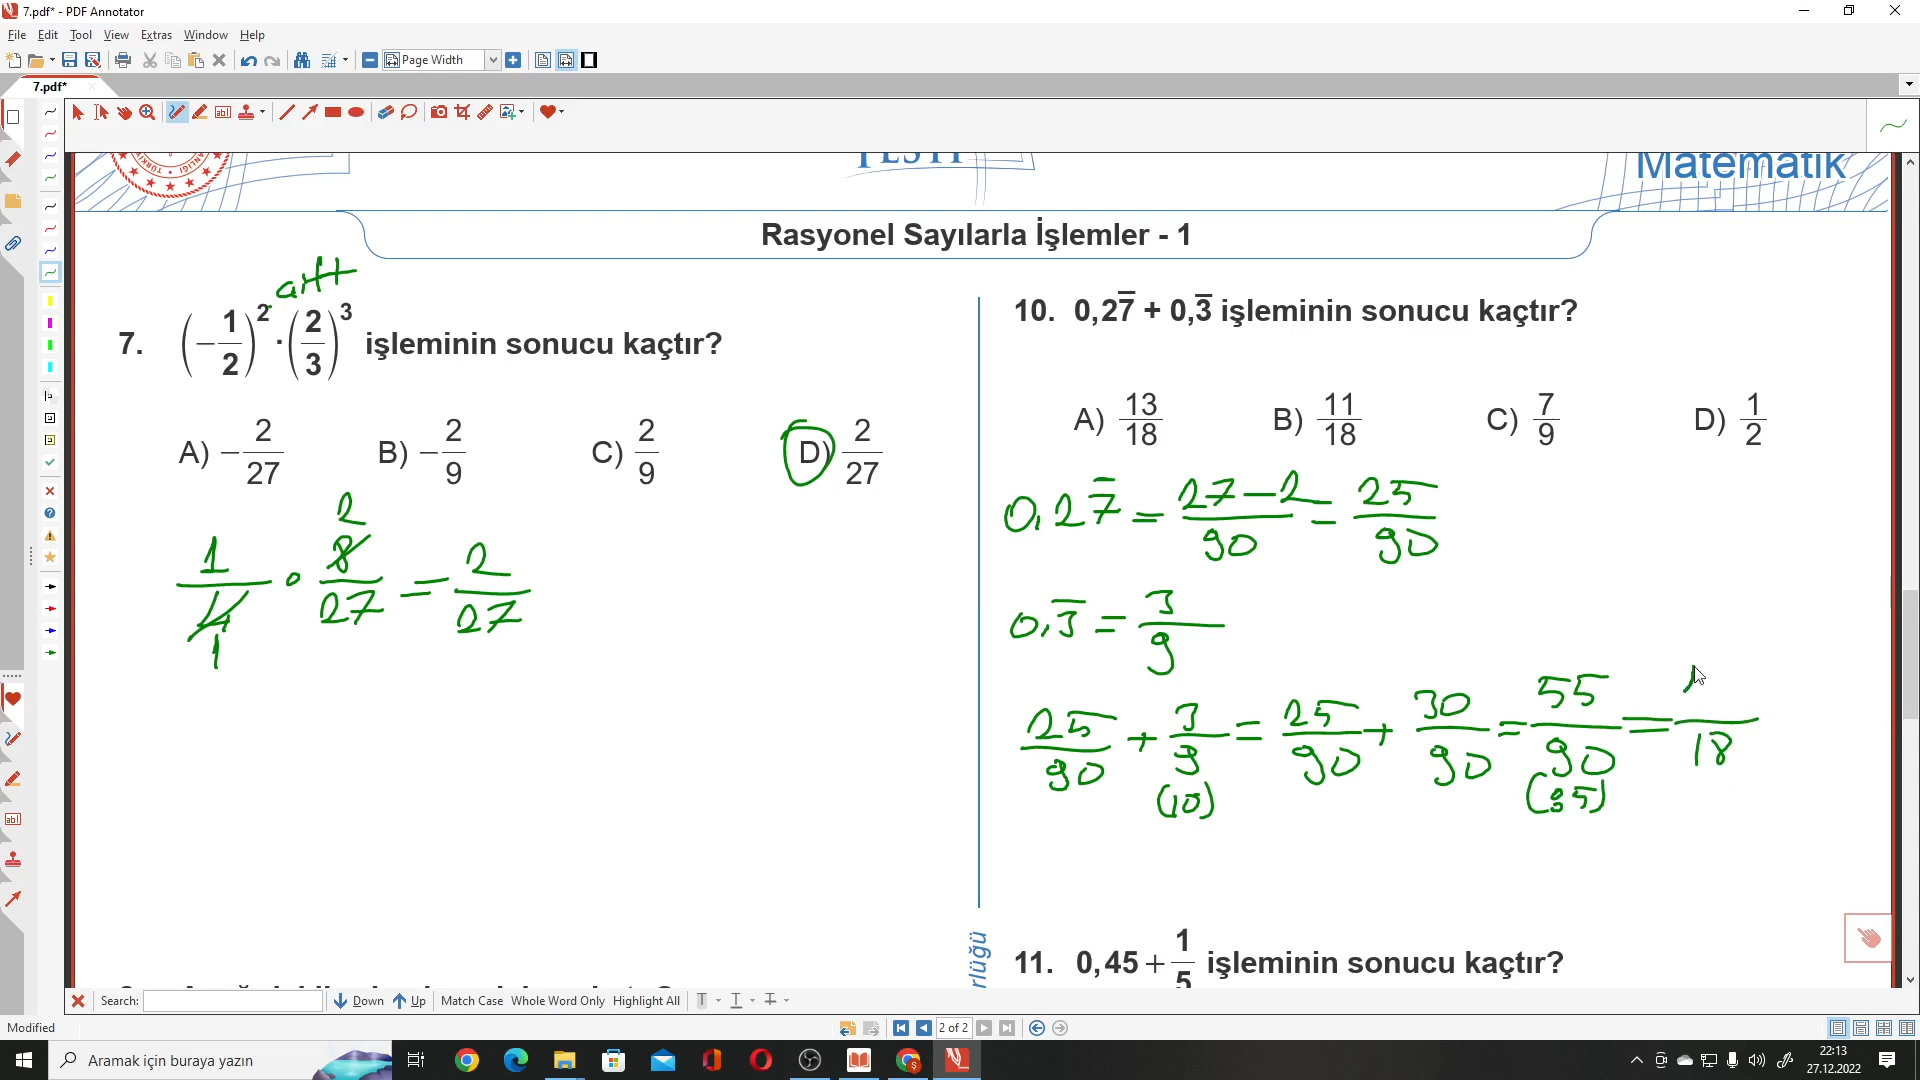 7.pdf* - PDF Annotator
File Edit Tool View Extras Window Help
Page Width
7.pdf*
TESTİ
Matematik
Rasyonel Sayılarla İşlemler - 1
artı
7. (−1/2)² · (2/3)³ işleminin sonucu kaçtır?
A) −2/27 B) −2/9 C) 2/9 D) 2/27
1/4 · 8/27 = 2/27
2
1
10. 0,27̅ + 0,3̅ işleminin sonucu kaçtır?
A) 13/18 B) 11/18 C) 7/9 D) 1/2
0,27̅ = 27−2/90 = 25/90
0,3̅ = 3/9
25/90 + 3/9 = 25/90 + 30/90 = 55/90 = 1/18
(10) (:5)
11. 0,45 + 1/5 işleminin sonucu kaçtır?
rlüğü
Search: Down Up Match Case Whole Word Only Highlight All
Modified
2 of 2
Aramak için buraya yazın
22:13
27.12.2022